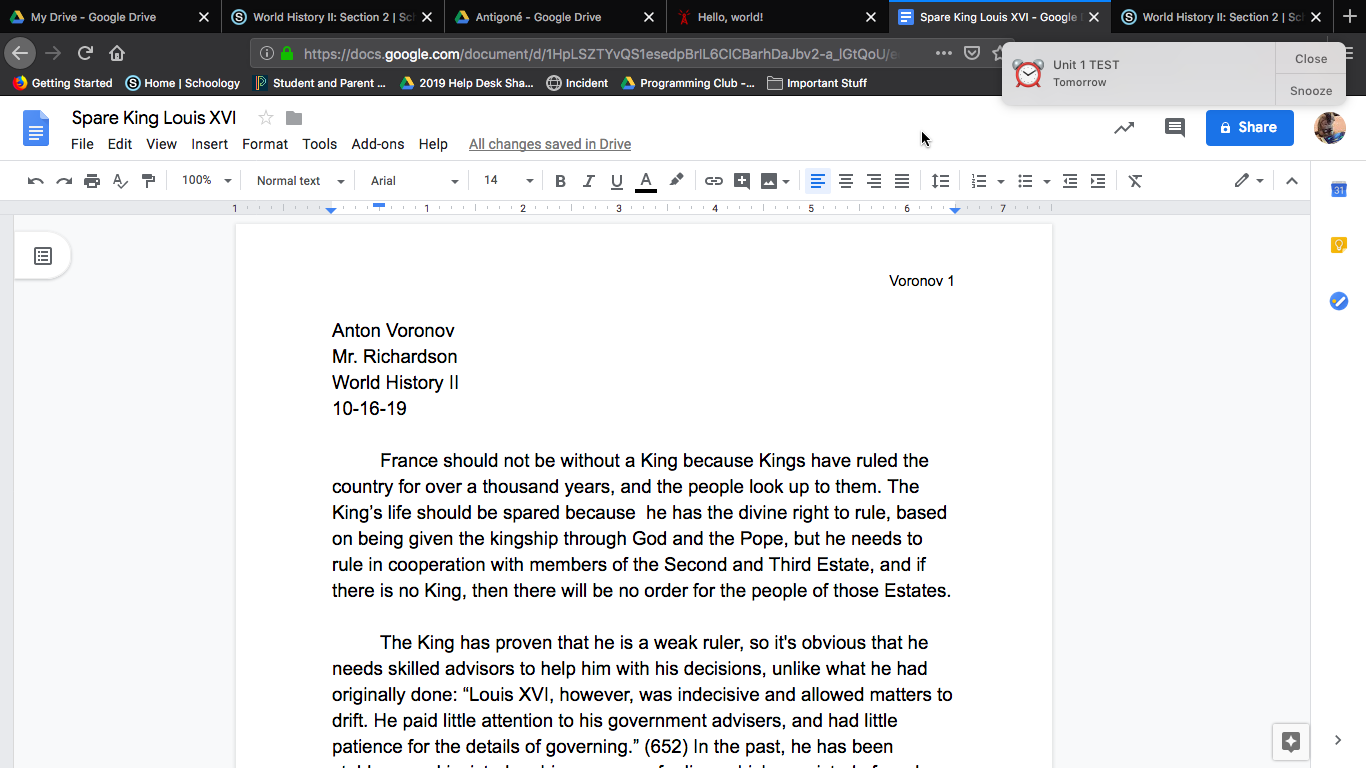 My Drive - Google Drive
World History II: Section 2 | Sc
Antigoné - Google Drive
Hello, world!
Spare King Louis XVI - Google
World History II: Section 2 | Sc
https://docs.google.com/document/d/1HpLSZTYvQS1esedpBrIL6ClCBarhDaJbv2-a_lGtQoU/e
Getting Started
Home | Schoology
Student and Parent ...
2019 Help Desk Sha...
Incident
Programming Club -...
Important Stuff
Unit 1 TEST
Tomorrow
Close
Snooze
Spare King Louis XVI
File Edit View Insert Format Tools Add-ons Help All changes saved in Drive
Share
100% Normal text Arial 14
1 1 2 3 4 5 6 7
31
Voronov 1
Anton Voronov
Mr. Richardson
World History II
10-16-19
France should not be without a King because Kings have ruled the
country for over a thousand years, and the people look up to them. The
King’s life should be spared because  he has the divine right to rule, based
on being given the kingship through God and the Pope, but he needs to
rule in cooperation with members of the Second and Third Estate, and if
there is no King, then there will be no order for the people of those Estates.
The King has proven that he is a weak ruler, so it's obvious that he
needs skilled advisors to help him with his decisions, unlike what he had
originally done: “Louis XVI, however, was indecisive and allowed matters to
drift. He paid little attention to his government advisers, and had little
patience for the details of governing.” (652) In the past, he has been